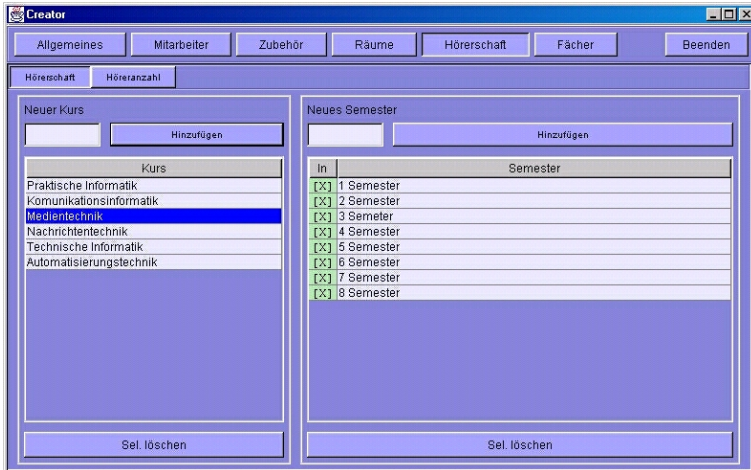 Creator
Allgemeines Mitarbeiter Zubehör Räume Hörerschaft Fächer Beenden
Hörerschaft Höreranzahl
Neuer Kurs
Hinzufügen
Kurs
Praktische Informatik
Komunikationsinformatik
Medientechnik
Nachrichtentechnik
Technische Informatik
Automatisierungstechnik
Sel. löschen
Neues Semester
Hinzufügen
In Semester
[X] 1 Semester
[X] 2 Semester
[X] 3 Semeter
[X] 4 Semester
[X] 5 Semester
[X] 6 Semester
[X] 7 Semester
[X] 8 Semester
Sel. löschen